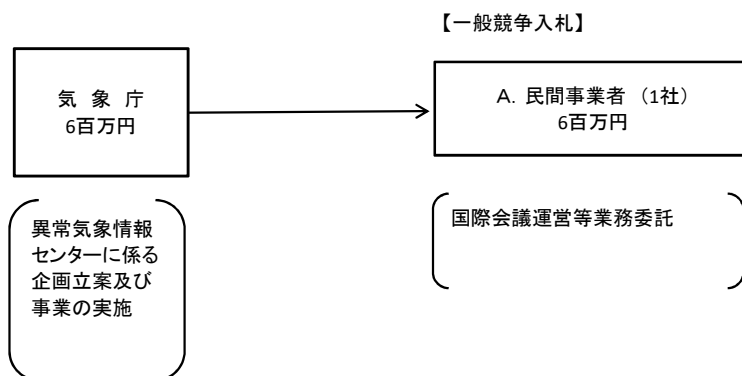 【一般競争入札】
気 象 庁
6百万円
A. 民間事業者 （1社）
6百万円
異常気象情報
センターに係る
企画立案及び
事業の実施
国際会議運営等業務委託